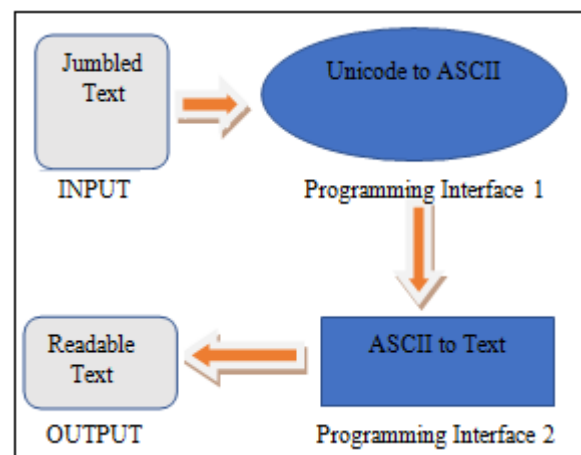 Jumbled
Text
Unicode to ASCII
INPUT
Programming Interface 1
Readable
Text
ASCII to Text
OUTPUT
Programming Interface 2